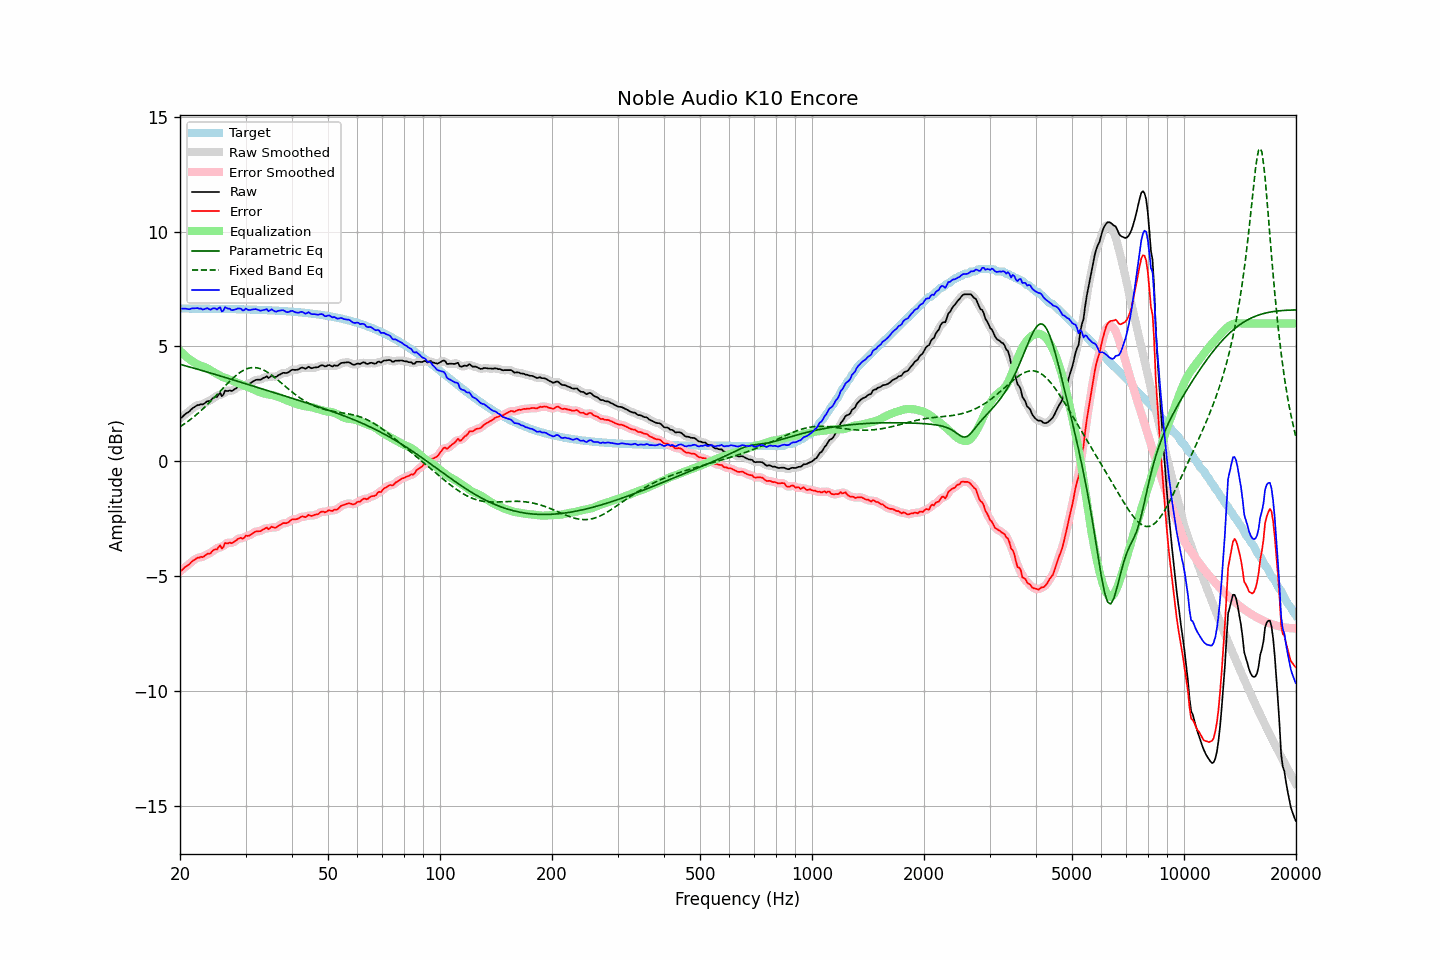 Noble Audio K10 Encore
Target
Raw Smoothed
Error Smoothed
Raw
Error
Equalization
Parametric Eq
Fixed Band Eq
Equalized
15
10
5
0
−5
−10
−15
Amplitude (dBr)
20
50
100
200
500
1000
2000
5000
10000
20000
Frequency (Hz)